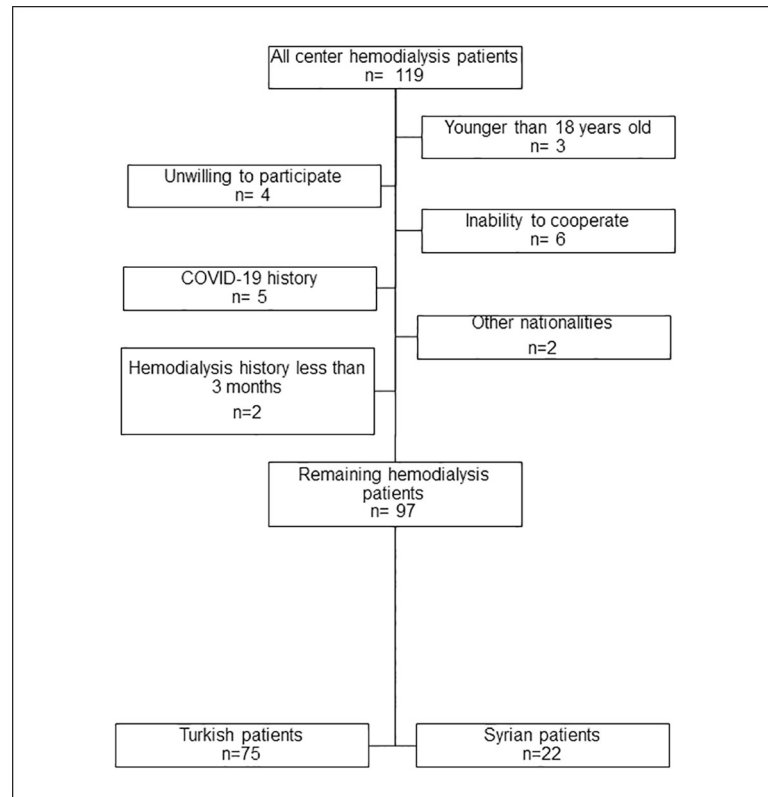 All center hemodialysis patients
n= 119
Younger than 18 years old
n= 3
Unwilling to participate
n= 4
Inability to cooperate
n= 6
COVID-19 history
n= 5
Other nationalities
n=2
Hemodialysis history less than
3 months
n=2
Remaining hemodialysis
patients
n= 97
Turkish patients
n=75
Syrian patients
n=22